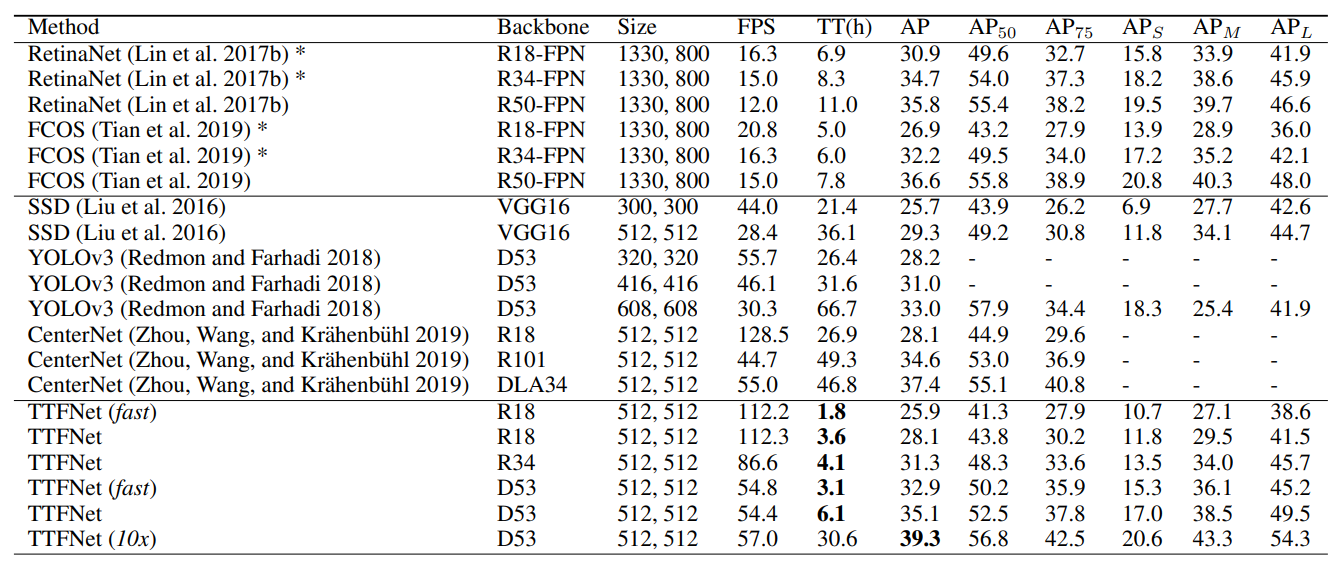 Method Backbone Size FPS TT(h) AP AP50 AP75 APS APM APL
RetinaNet (Lin et al. 2017b) * R18-FPN 1330, 800 16.3 6.9 30.9 49.6 32.7 15.8 33.9 41.9
RetinaNet (Lin et al. 2017b) * R34-FPN 1330, 800 15.0 8.3 34.7 54.0 37.3 18.2 38.6 45.9
RetinaNet (Lin et al. 2017b) R50-FPN 1330, 800 12.0 11.0 35.8 55.4 38.2 19.5 39.7 46.6
FCOS (Tian et al. 2019) * R18-FPN 1330, 800 20.8 5.0 26.9 43.2 27.9 13.9 28.9 36.0
FCOS (Tian et al. 2019) * R34-FPN 1330, 800 16.3 6.0 32.2 49.5 34.0 17.2 35.2 42.1
FCOS (Tian et al. 2019) R50-FPN 1330, 800 15.0 7.8 36.6 55.8 38.9 20.8 40.3 48.0
SSD (Liu et al. 2016) VGG16 300, 300 44.0 21.4 25.7 43.9 26.2 6.9 27.7 42.6
SSD (Liu et al. 2016) VGG16 512, 512 28.4 36.1 29.3 49.2 30.8 11.8 34.1 44.7
YOLOv3 (Redmon and Farhadi 2018) D53 320, 320 55.7 26.4 28.2 - - - - -
YOLOv3 (Redmon and Farhadi 2018) D53 416, 416 46.1 31.6 31.0 - - - - -
YOLOv3 (Redmon and Farhadi 2018) D53 608, 608 30.3 66.7 33.0 57.9 34.4 18.3 25.4 41.9
CenterNet (Zhou, Wang, and Krähenbühl 2019) R18 512, 512 128.5 26.9 28.1 44.9 29.6 - - -
CenterNet (Zhou, Wang, and Krähenbühl 2019) R101 512, 512 44.7 49.3 34.6 53.0 36.9 - - -
CenterNet (Zhou, Wang, and Krähenbühl 2019) DLA34 512, 512 55.0 46.8 37.4 55.1 40.8 - - -
TTFNet (fast) R18 512, 512 112.2 1.8 25.9 41.3 27.9 10.7 27.1 38.6
TTFNet R18 512, 512 112.3 3.6 28.1 43.8 30.2 11.8 29.5 41.5
TTFNet R34 512, 512 86.6 4.1 31.3 48.3 33.6 13.5 34.0 45.7
TTFNet (fast) D53 512, 512 54.8 3.1 32.9 50.2 35.9 15.3 36.1 45.2
TTFNet D53 512, 512 54.4 6.1 35.1 52.5 37.8 17.0 38.5 49.5
TTFNet (10x) D53 512, 512 57.0 30.6 39.3 56.8 42.5 20.6 43.3 54.3